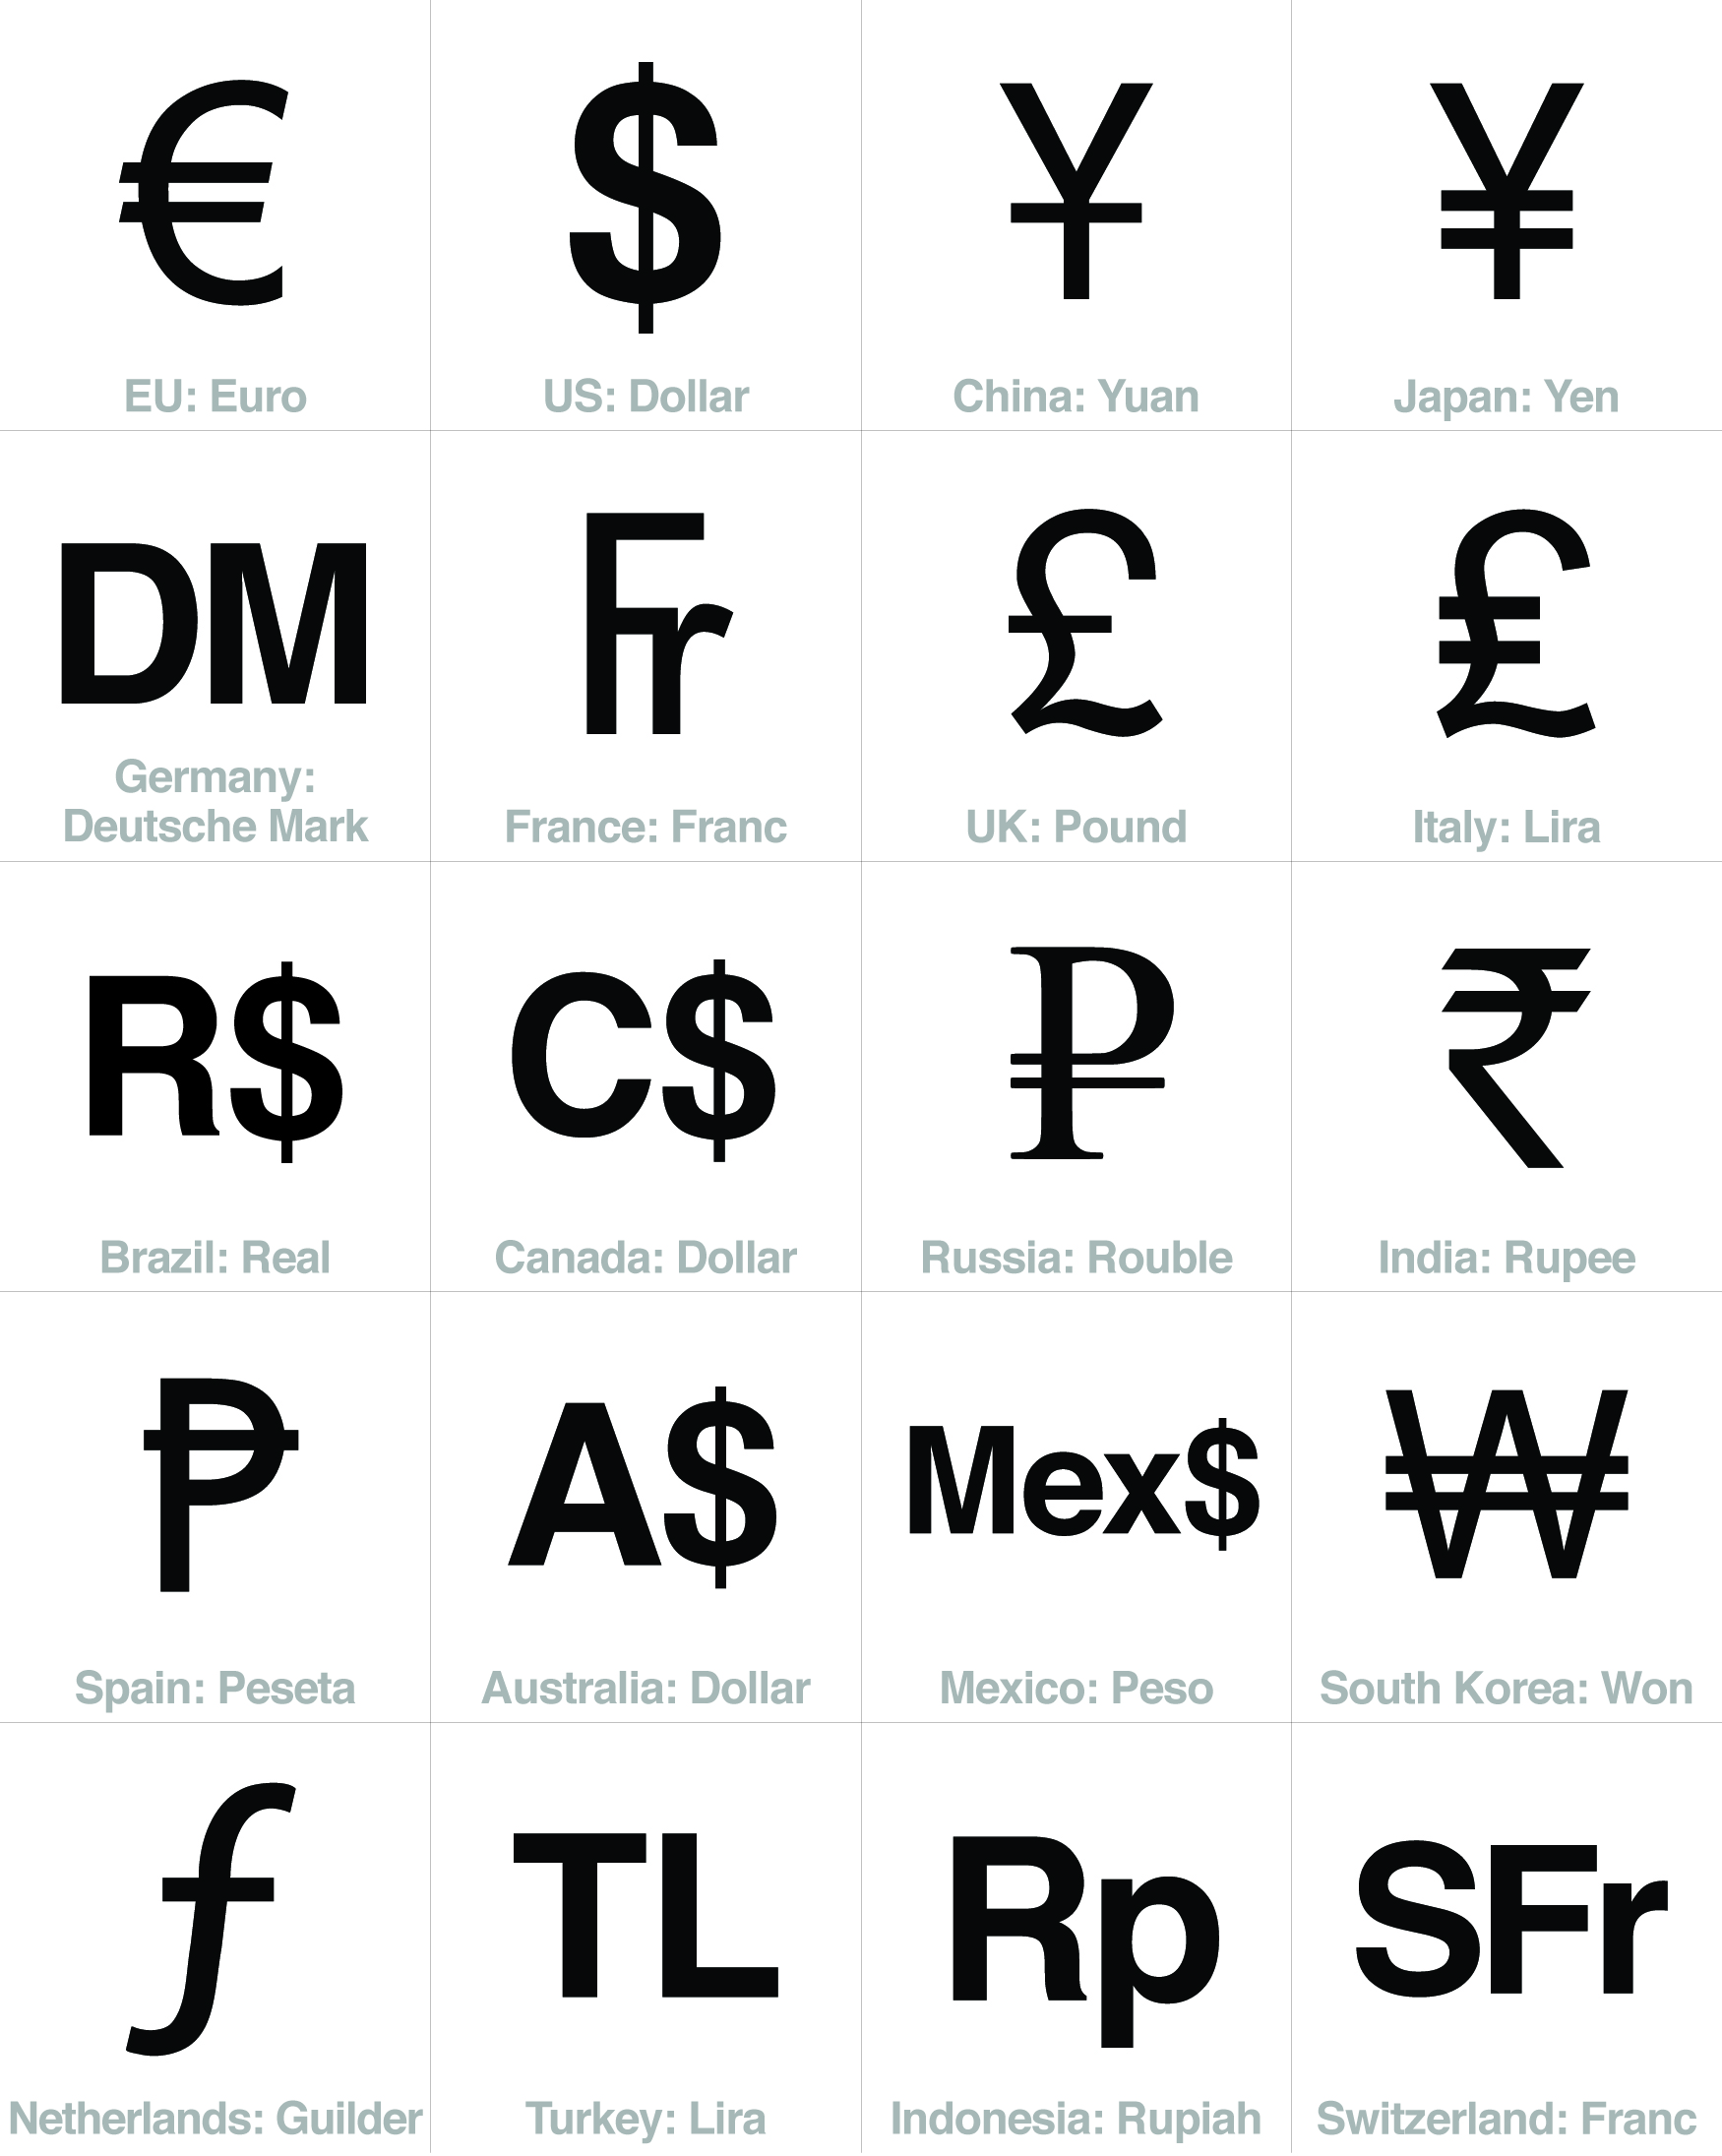 € $ Y ¥
EU: Euro US: Dollar China: Yuan Japan: Yen
DM ₣ £ ₤
Germany:
Deutsche Mark France: Franc UK: Pound Italy: Lira
R$ C$ ₽ ₹
Brazil: Real Canada: Dollar Russia: Rouble India: Rupee
₱ A$ Mex$ ₩
Spain: Peseta Australia: Dollar Mexico: Peso South Korea: Won
ƒ TL Rp SFr
Netherlands: Guilder Turkey: Lira Indonesia: Rupiah Switzerland: Franc